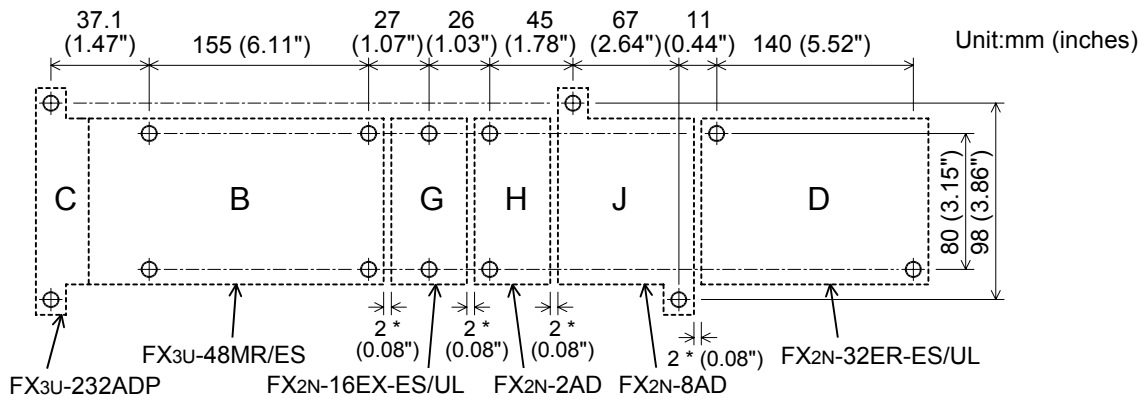 37.1
(1.47")
155 (6.11")
27
(1.07")
26
(1.03")
45
(1.78")
67
(2.64")
11
(0.44")
140 (5.52")
Unit:mm (inches)
C
B
G
H
J
D
80 (3.15")
98 (3.86")
2 *
(0.08")
2 *
(0.08")
2 *
(0.08")
2 * (0.08")
FX3U-48MR/ES
FX2N-32ER-ES/UL
FX3U-232ADP
FX2N-16EX-ES/UL
FX2N-2AD
FX2N-8AD